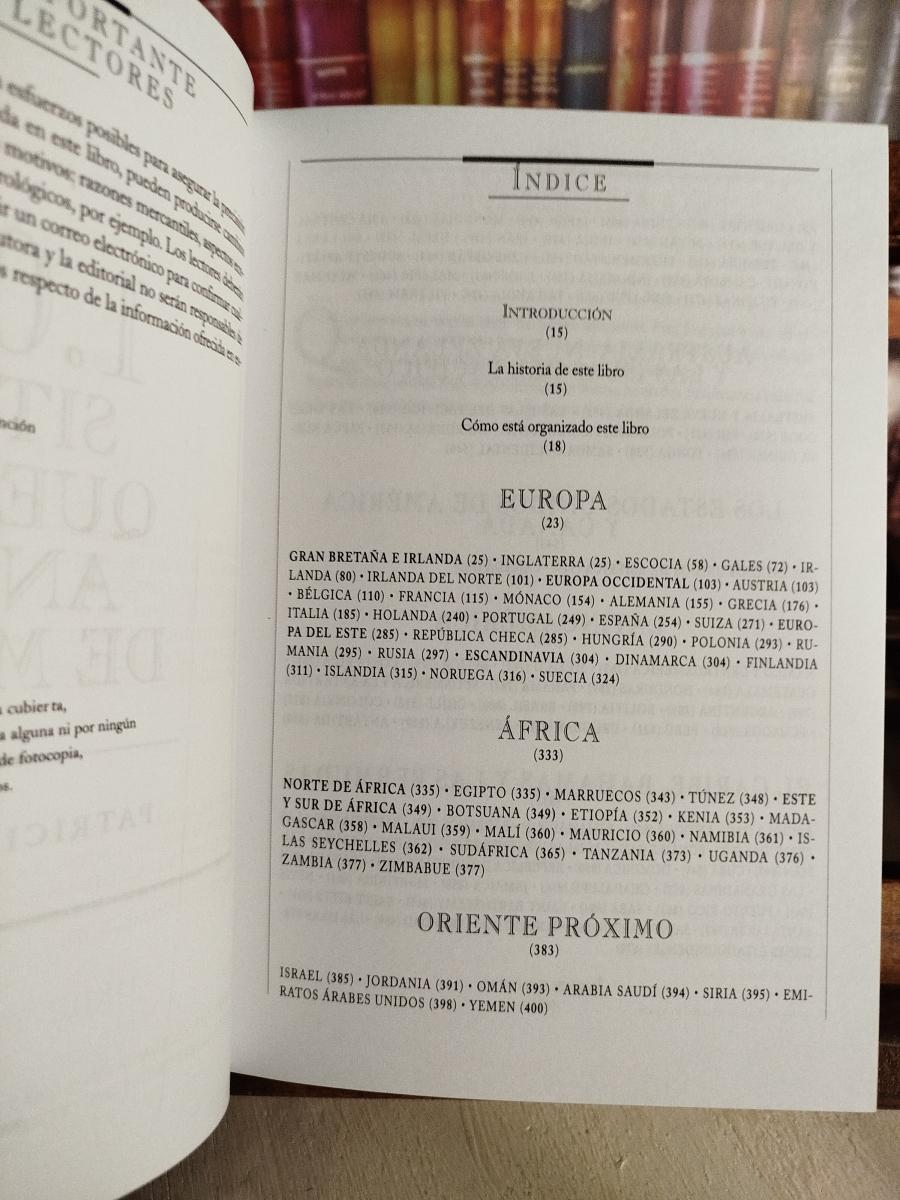 LECTORES
esfuerzos posibles para asegurar la
en este libro, pueden producirse
motivos; razones mercantiles, aspectos
por ejemplo. Los lectores
un correo electrónico para confirmar
y la editorial no serán responsables
respecto de la información ofrecida en
cubierta,
alguna ni por ningún
de fotocopia,
ÍNDICE
INTRODUCCIÓN
(15)
La historia de este libro
(15)
Cómo está organizado este libro
(18)
EUROPA
(23)
GRAN BRETAÑA E IRLANDA (25) • INGLATERRA (25) • ESCOCIA (58) • GALES (72) • IR-
LANDA (80) • IRLANDA DEL NORTE (101) • EUROPA OCCIDENTAL (103) • AUSTRIA (103)
• BÉLGICA (110) • FRANCIA (115) • MÓNACO (154) • ALEMANIA (155) • GRECIA (176) •
ITALIA (185) • HOLANDA (240) • PORTUGAL (249) • ESPAÑA (254) • SUIZA (271) • EURO-
PA DEL ESTE (285) • REPÚBLICA CHECA (285) • HUNGRÍA (290) • POLONIA (293) • RU-
MANIA (295) • RUSIA (297) • ESCANDINAVIA (304) • DINAMARCA (304) • FINLANDIA
(311) • ISLANDIA (315) • NORUEGA (316) • SUECIA (324)
ÁFRICA
(333)
NORTE DE ÁFRICA (335) • EGIPTO (335) • MARRUECOS (343) • TÚNEZ (348) • ESTE
Y SUR DE ÁFRICA (349) • BOTSUANA (349) • ETIOPÍA (352) • KENIA (353) • MADA-
GASCAR (358) • MALAUI (359) • MALÍ (360) • MAURICIO (360) • NAMIBIA (361) • IS-
LAS SEYCHELLES (362) • SUDÁFRICA (365) • TANZANIA (373) • UGANDA (376) •
ZAMBIA (377) • ZIMBABUE (377)
ORIENTE PRÓXIMO
(383)
ISRAEL (385) • JORDANIA (391) • OMÁN (393) • ARABIA SAUDÍ (394) • SIRIA (395) • EMI-
RATOS ÁRABES UNIDOS (398) • YEMEN (400)